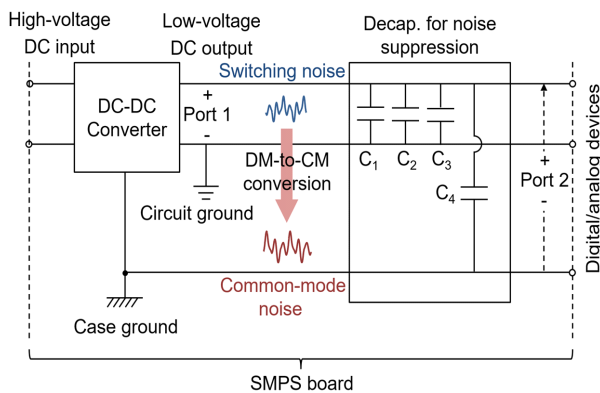 High-voltage
DC input
Low-voltage
DC output
Decap. for noise
suppression
Switching noise
DC-DC
Converter
+
Port 1
-
C1
C2
C3
DM-to-CM
conversion
+
Port 2
-
C4
Circuit ground
Common-mode
noise
Case ground
Digital/analog devices
SMPS board